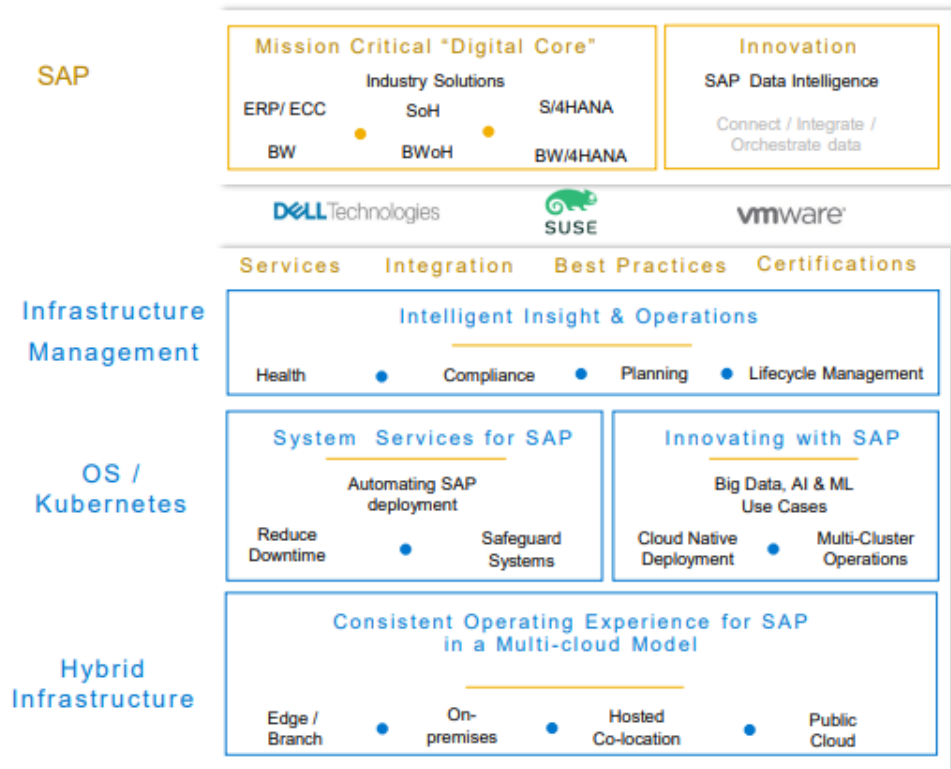 SAP
Mission Critical “Digital Core”
Industry Solutions
ERP/ ECC
SoH
S/4HANA
BW
BWoH
BW/4HANA
Innovation
SAP Data Intelligence
Connect / Integrate /
Orchestrate data
DELL Technologies
SUSE
vmware
Services
Integration
Best Practices
Certifications
Infrastructure
Management
Intelligent Insight & Operations
Health
Compliance
Planning
Lifecycle Management
OS /
Kubernetes
System Services for SAP
Automating SAP
deployment
Reduce
Downtime
Safeguard
Systems
Innovating with SAP
Big Data, AI & ML
Use Cases
Cloud Native
Deployment
Multi-Cluster
Operations
Hybrid
Infrastructure
Consistent Operating Experience for SAP
in a Multi-cloud Model
Edge /
Branch
On-
premises
Hosted
Co-location
Public
Cloud